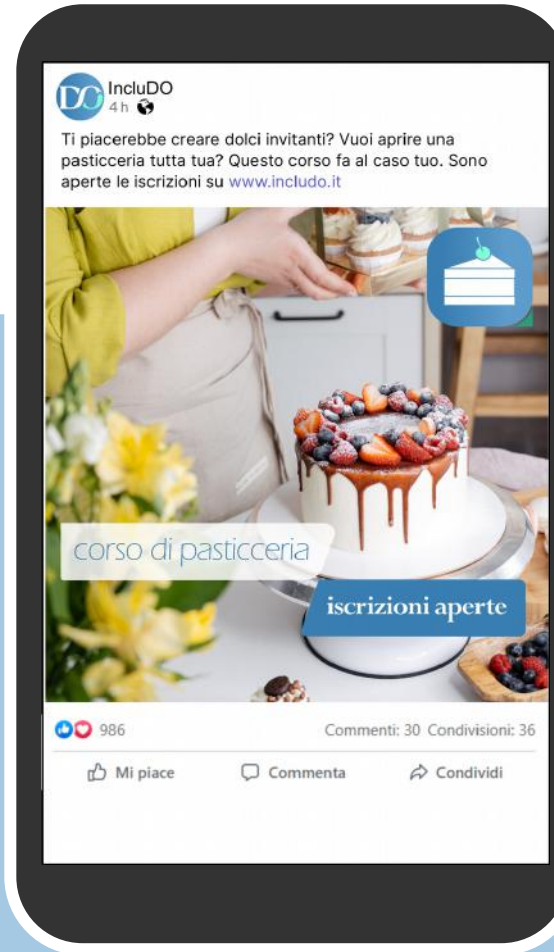 DO
IncluDO
4 h
Ti piacerebbe creare dolci invitanti? Vuoi aprire una
pasticceria tutta tua? Questo corso fa al caso tuo. Sono
aperte le iscrizioni su www.includo.it
corso di pasticceria
iscrizioni aperte
986 Commenti: 30 Condivisioni: 36
Mi piace Commenta Condividi